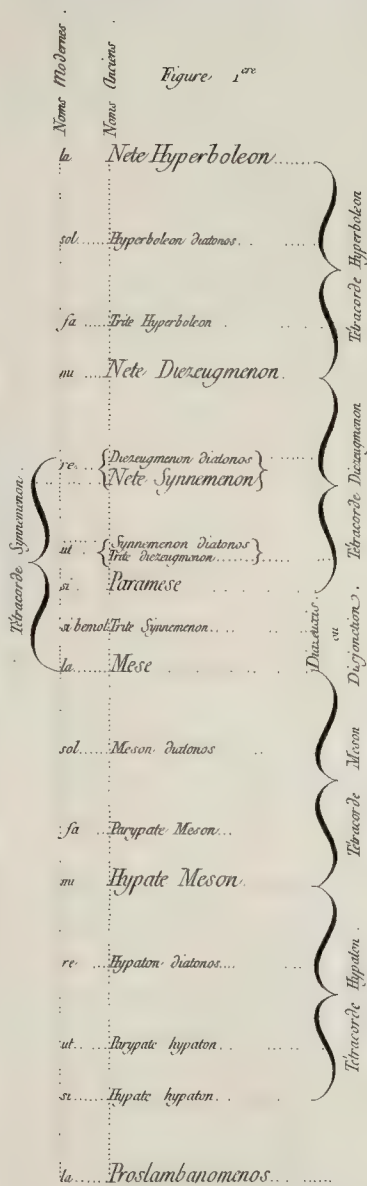 Noms Modernes.
Noms Anciens
Figure 1ere
la Nete Hyperboleon
sol Hyperboleon diatonos
fa Trite Hyperboleon
mi Nete Diezeugmenon
re Diezeugmenon diatonos
Nete Synnemenon
ut Synnemenon diatonos
Trite diezeugmenon
si Paramese
si bemol Trite Synnemenon
la Mese
sol Meson diatonos
fa Parypate Meson
mi Hypate Meson
re Hypaton diatonos
ut Parypate hypaton
si Hypate hypaton
la Proslambanomenos
Tétracorde Synnemenon.
Tétracorde Hyperboleon
Tétracorde Diezeugmenon
Diazeuxis
ou
Disjonction.
Tétracorde Meson
Tétracorde Hypaton.